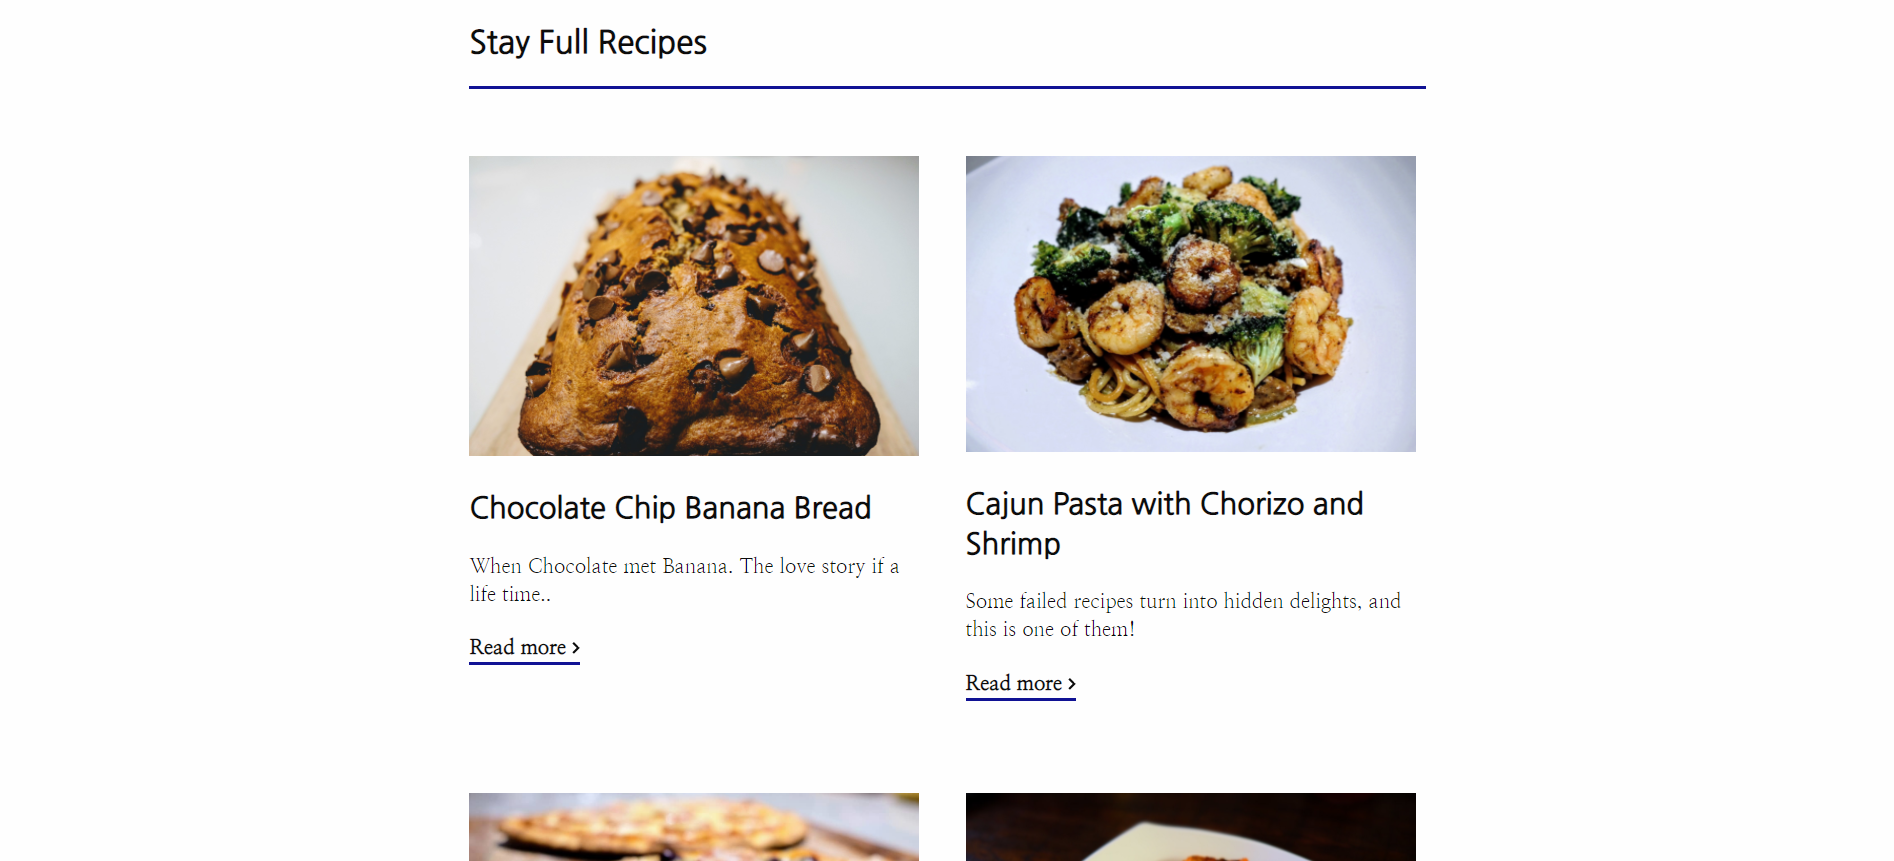 Stay Full Recipes
Chocolate Chip Banana Bread
When Chocolate met Banana. The love story if a
life time..
Read more >
Cajun Pasta with Chorizo and
Shrimp
Some failed recipes turn into hidden delights, and
this is one of them!
Read more >